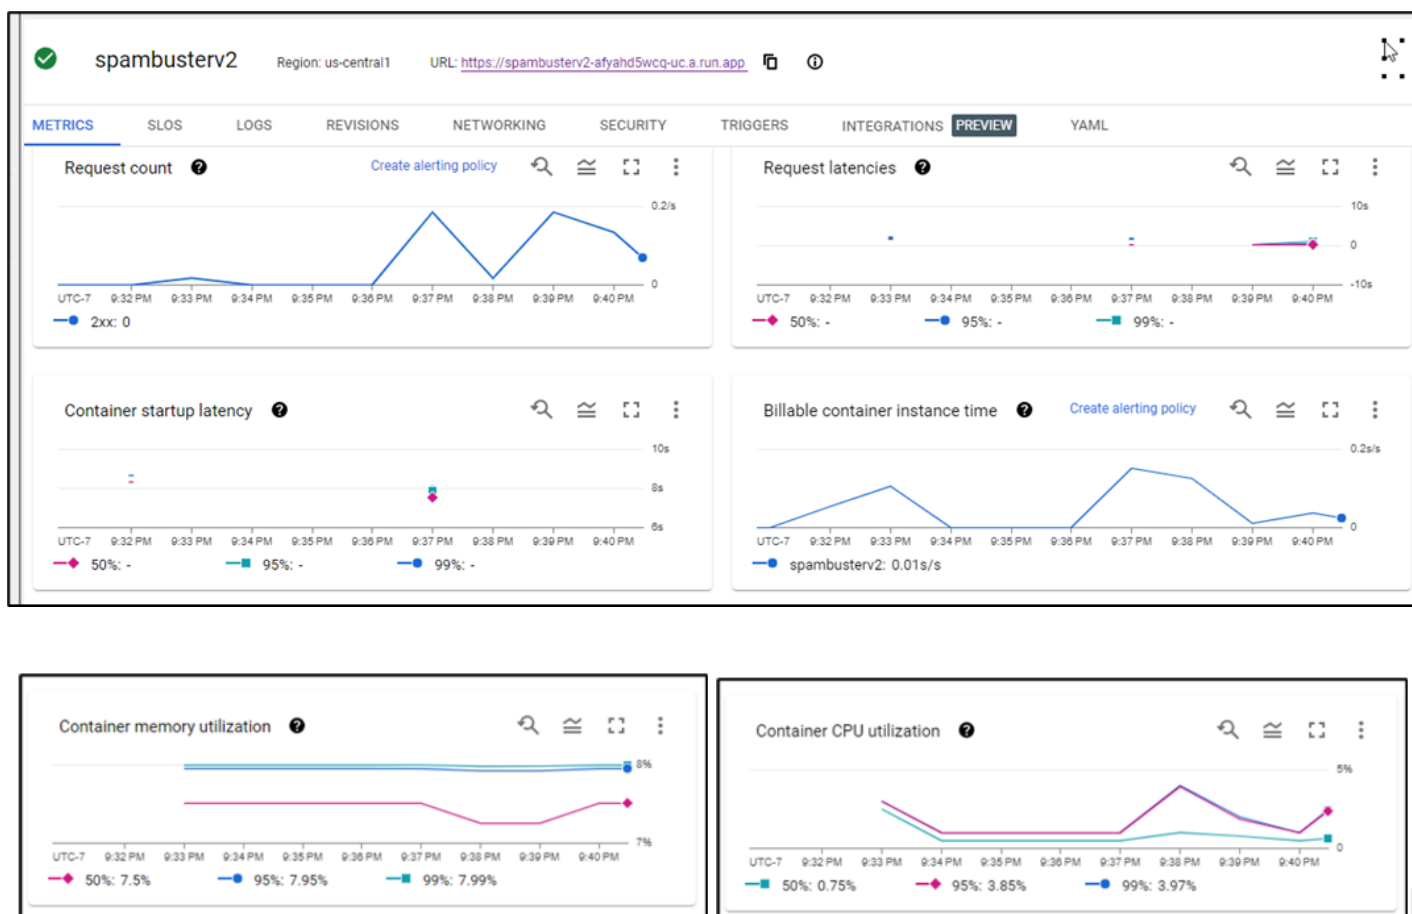 spambusterv2 Region: us-central1 URL: https://spambusterv2-afyahd5wcq-uc.a.run.app
METRICS SLOS LOGS REVISIONS NETWORKING SECURITY TRIGGERS INTEGRATIONS PREVIEW YAML
Request count Create alerting policy
0.2/s
0
UTC-7 9:32 PM 9:33 PM 9:34 PM 9:35 PM 9:36 PM 9:37 PM 9:38 PM 9:39 PM 9:40 PM
2xx: 0
Request latencies
10s
0
-10s
UTC-7 9:32 PM 9:33 PM 9:34 PM 9:35 PM 9:36 PM 9:37 PM 9:38 PM 9:39 PM 9:40 PM
50%: - 95%: - 99%: -
Container startup latency
10s
8s
6s
UTC-7 9:32 PM 9:33 PM 9:34 PM 9:35 PM 9:36 PM 9:37 PM 9:38 PM 9:39 PM 9:40 PM
50%: - 95%: - 99%: -
Billable container instance time Create alerting policy
0.2s/s
0
UTC-7 9:32 PM 9:33 PM 9:34 PM 9:35 PM 9:36 PM 9:37 PM 9:38 PM 9:39 PM 9:40 PM
spambusterv2: 0.01s/s
Container memory utilization
8%
7%
UTC-7 9:32 PM 9:33 PM 9:34 PM 9:35 PM 9:36 PM 9:37 PM 9:38 PM 9:39 PM 9:40 PM
50%: 7.5% 95%: 7.95% 99%: 7.99%
Container CPU utilization
5%
0
UTC-7 9:32 PM 9:33 PM 9:34 PM 9:35 PM 9:36 PM 9:37 PM 9:38 PM 9:39 PM 9:40 PM
50%: 0.75% 95%: 3.85% 99%: 3.97%